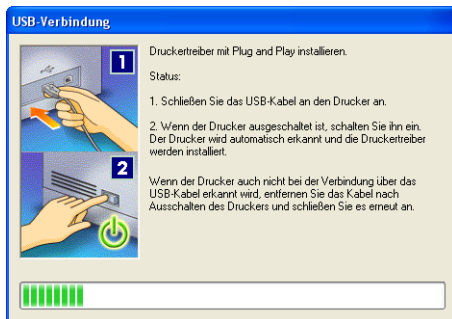 USB-Verbindung
1
2
Druckertreiber mit Plug and Play installieren.
Status:
1. Schließen Sie das USB-Kabel an den Drucker an.
2. Wenn der Drucker ausgeschaltet ist, schalten Sie ihn ein.
Der Drucker wird automatisch erkannt und die Druckertreiber
werden installiert.
Wenn der Drucker auch nicht bei der Verbindung über das
USB-Kabel erkannt wird, entfernen Sie das Kabel nach
Ausschalten des Druckers und schließen Sie es erneut an.